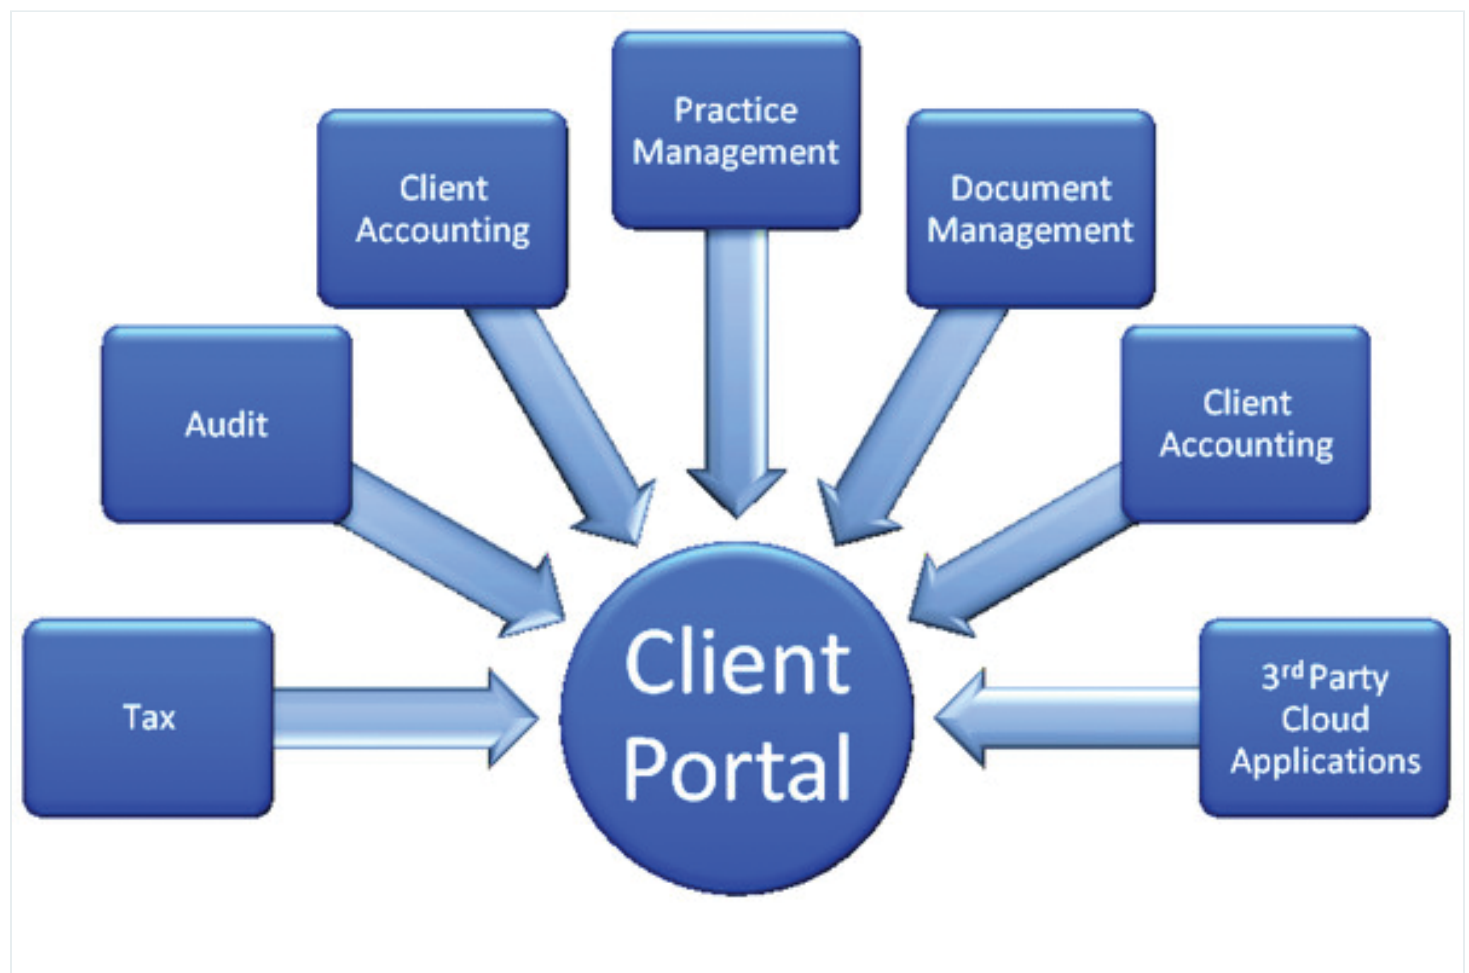 Practice
Management
Client
Accounting
Document
Management
Audit
Client
Accounting
Tax
Client
Portal
3rd Party
Cloud
Applications